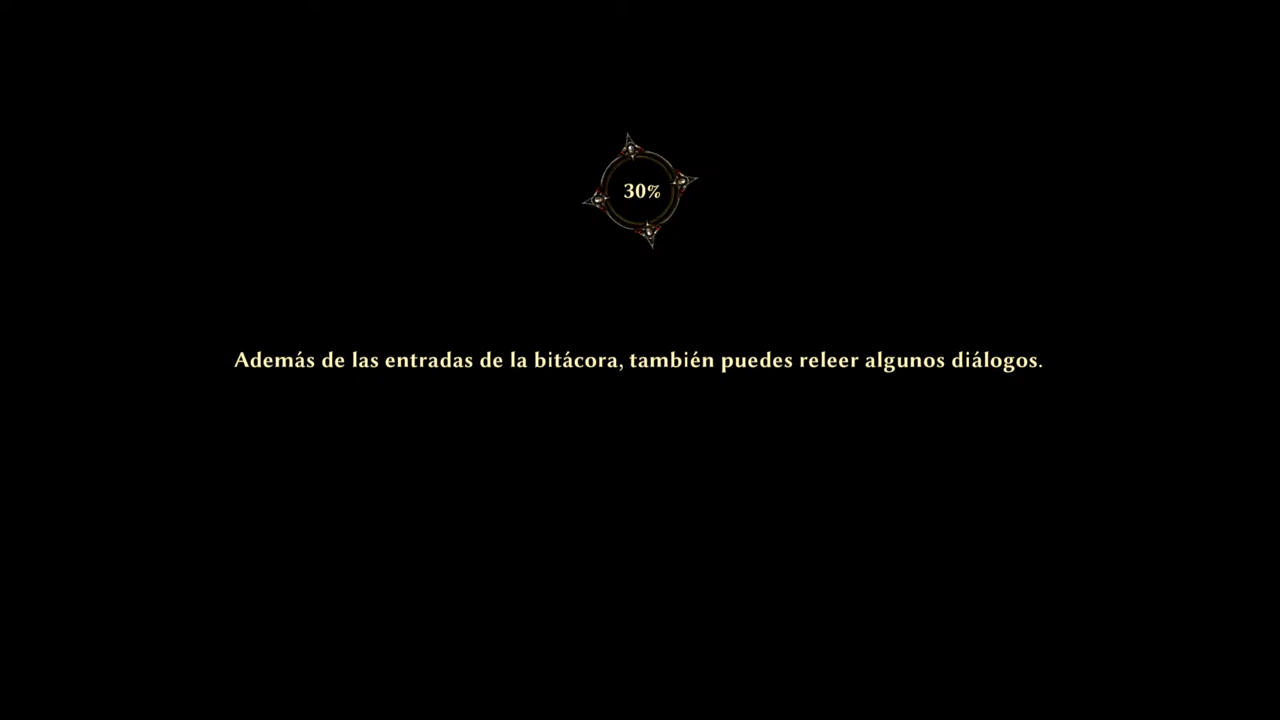 30%
Además de las entradas de la bitácora, también puedes releer algunos diálogos.